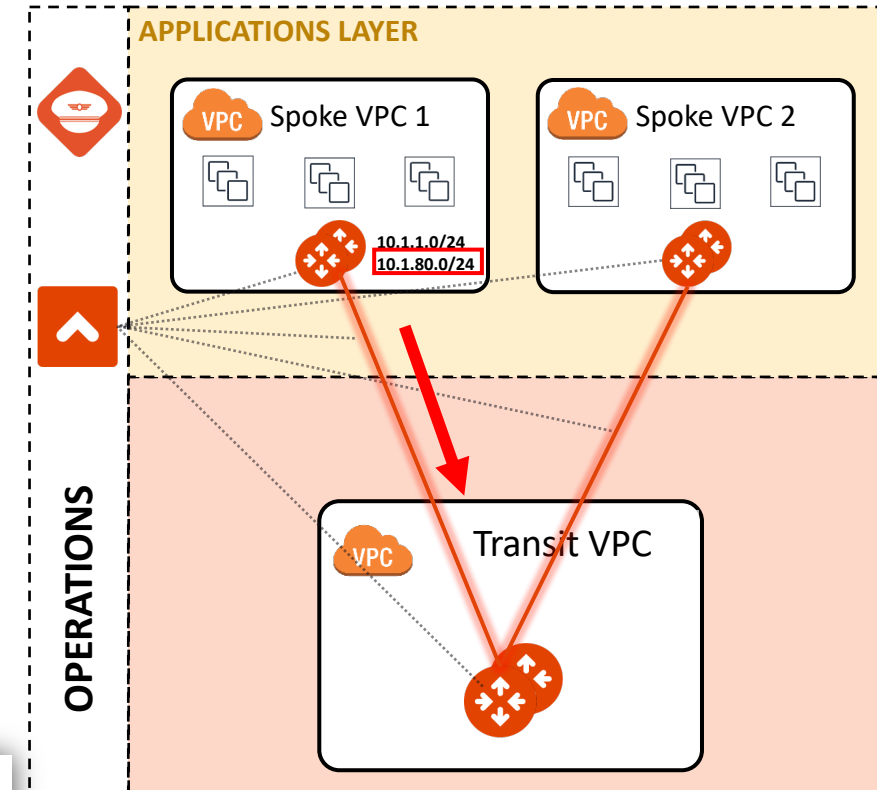 APPLICATIONS LAYER
VPC
Spoke VPC 1
VPC
Spoke VPC 2
10.1.1.0/24
10.1.80.0/24
OPERATIONS
VPC
Transit VPC